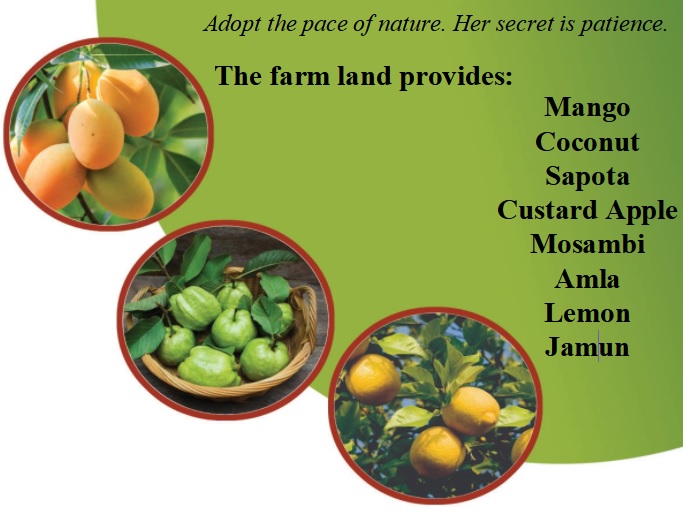 Adopt the pace of nature. Her secret is patience.
The farm land provides:
Mango
Coconut
Sapota
Custard Apple
Mosambi
Amla
Lemon
Jamun